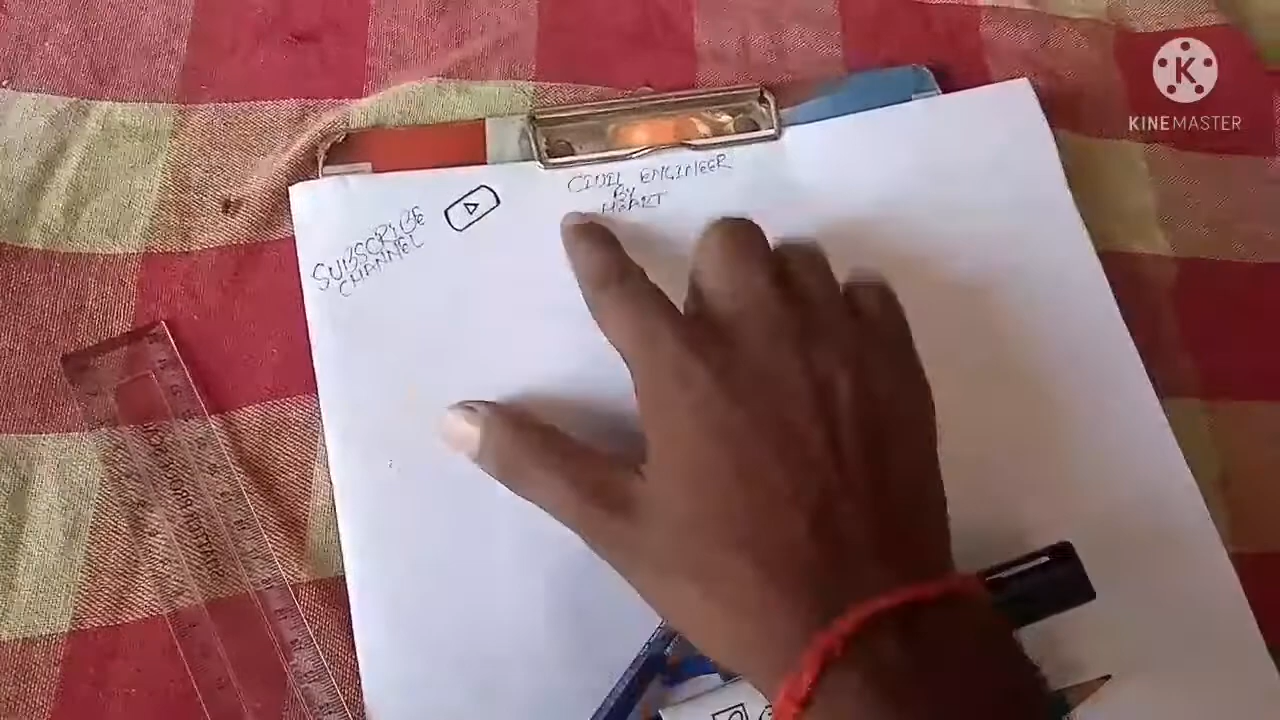 KINEMASTER
CIVIL ENGINEER
BY
HEART
SUBSCRIBE
CHANNEL